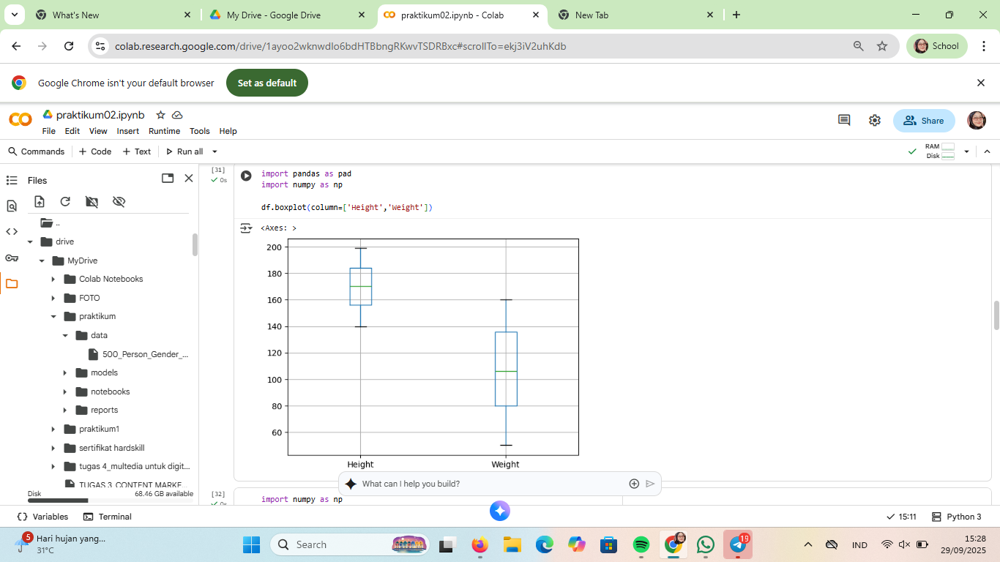 What's New
My Drive - Google Drive
praktikum02.ipynb - Colab
New Tab
colab.research.google.com/drive/1ayoo2wknwdlo6bdHTBbngRKwvTSDRBxc#scrollTo=ekj3iV2uhKdb
School
Google Chrome isn't your default browser
Set as default
praktikum02.ipynb
File Edit View Insert Runtime Tools Help
Share
Commands + Code + Text Run all
RAM
Disk
Files
..
drive
MyDrive
Colab Notebooks
FOTO
praktikum
data
500_Person_Gender_...
models
notebooks
reports
praktikum1
sertifikat hardskill
tugas 4_multedia untuk digit...
TUGAS 3_CONTENT MARKE...
Disk
68.46 GB available
[31]
0s
import pandas as pad
import numpy as np
df.boxplot(column=['Height','Weight'])
<Axes: >
200
180
160
140
120
100
80
60
Height
Weight
What can I help you build?
[32]
0s
import numpy as np
Variables
Terminal
15:11
Python 3
5
Hari hujan yang...
31°C
Search
19
IND
15:28
29/09/2025